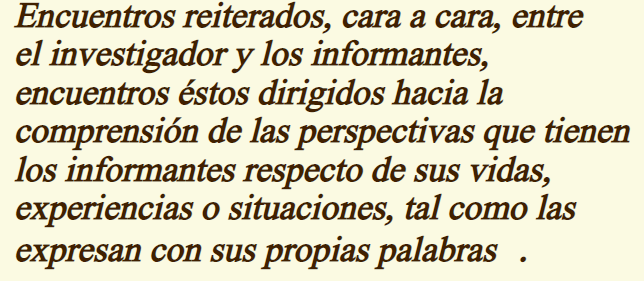 Encuentros reiterados, cara a cara, entre
el investigador y los informantes,
encuentros éstos dirigidos hacia la
comprensión de las perspectivas que tienen
los informantes respecto de sus vidas,
experiencias o situaciones, tal como las
expresan con sus propias palabras .